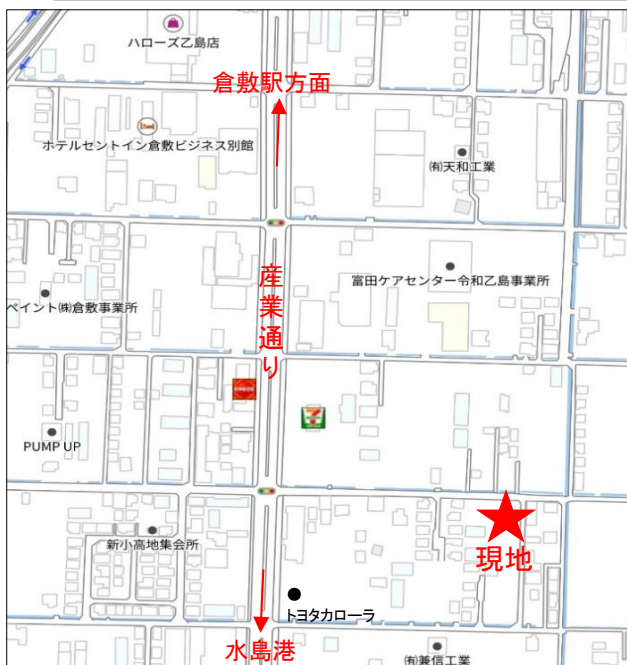 ハローズ乙島店
倉敷駅方面
ホテルセントイン倉敷ビジネス別館
㈲天和工業
産業通り
富田ケアセンター令和乙島事業所
ペイント㈱倉敷事業所
PUMP UP
新小高地集会所
現地
トヨタカローラ
水島港
㈲兼信工業